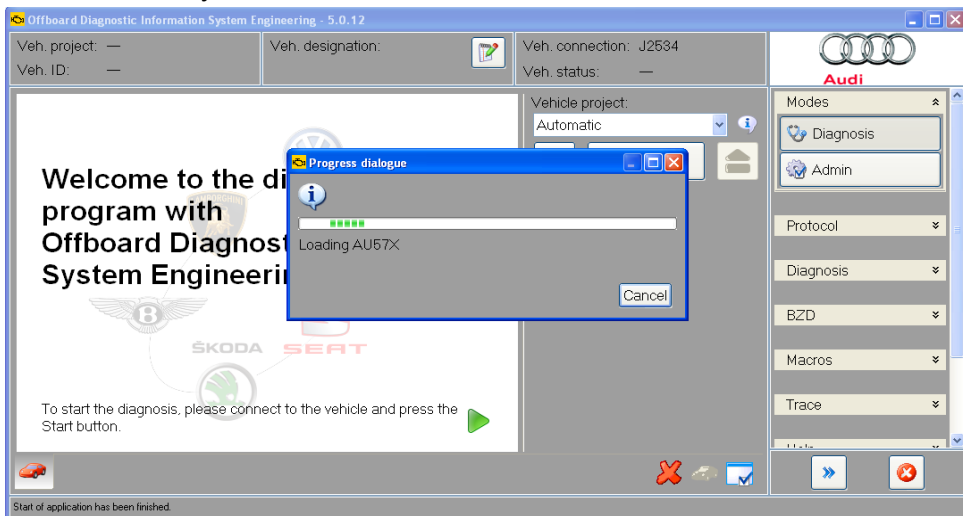 Offboard Diagnostic Information System Engineering - 5.0.12
Veh. project: —
Veh. ID: —
Veh. designation:
Veh. connection: J2534
Veh. status: —
Audi
Welcome to the di
program with
Offboard Diagnost
System Engineerin
ŠKODA SEAT
To start the diagnosis, please connect to the vehicle and press the
Start button.
Vehicle project:
Automatic
Progress dialogue
Loading AU57X
Cancel
Modes
Diagnosis
Admin
Protocol
Diagnosis
BZD
Macros
Trace
Start of application has been finished.